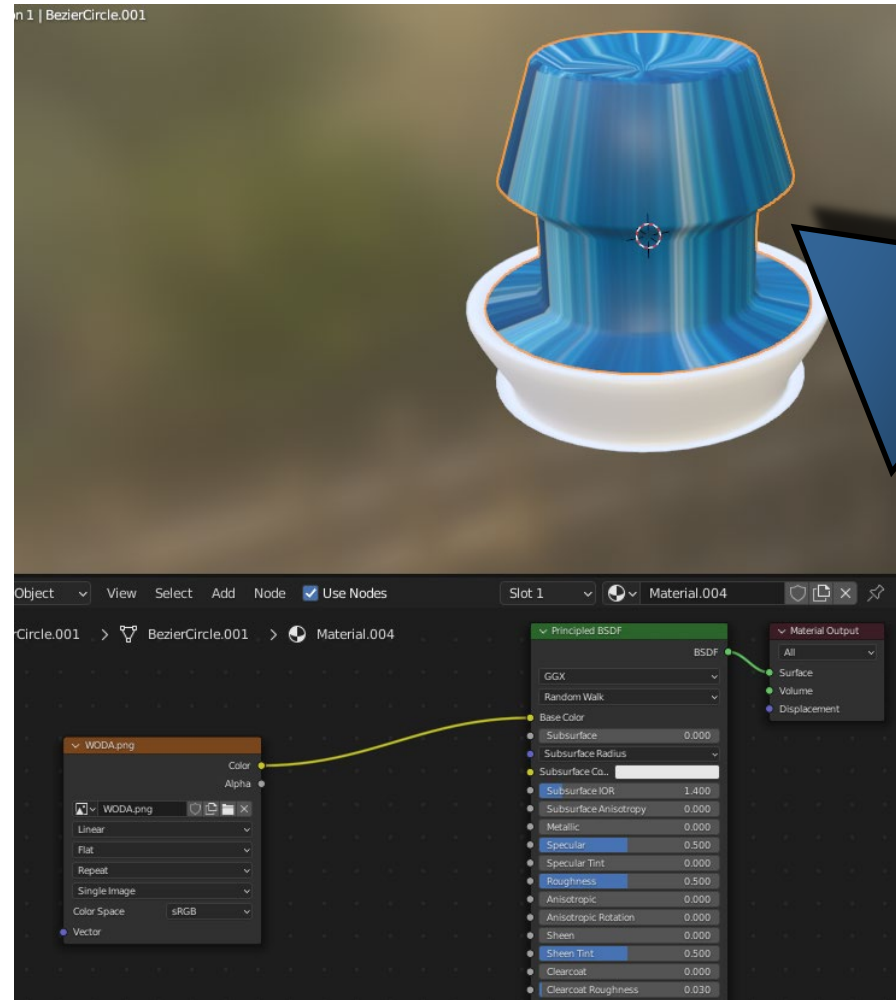 n 1 | BezierCircle.001
Object View Select Add Node Use Nodes Slot 1 Material.004
Circle.001 > BezierCircle.001 > Material.004
WODA.png
Color
Alpha
WODA.png
Linear
Flat
Repeat
Single Image
Color Space sRGB
Vector
Principled BSDF
BSDF
GGX
Random Walk
Base Color
Subsurface 0.000
Subsurface Radius
Subsurface Co..
Subsurface IOR 1.400
Subsurface Anisotropy 0.000
Metallic 0.000
Specular 0.500
Specular Tint 0.000
Roughness 0.500
Anisotropic 0.000
Anisotropic Rotation 0.000
Sheen 0.000
Sheen Tint 0.500
Clearcoat 0.000
Clearcoat Roughness 0.030
Material Output
All
Surface
Volume
Displacement